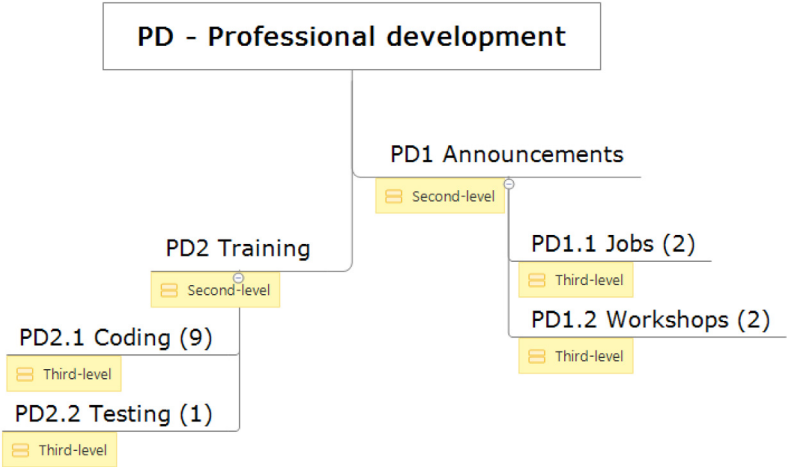 PD - Professional development
PD1 Announcements
Second-level
PD1.1 Jobs (2)
Third-level
PD1.2 Workshops (2)
Third-level
PD2 Training
Second-level
PD2.1 Coding (9)
Third-level
PD2.2 Testing (1)
Third-level